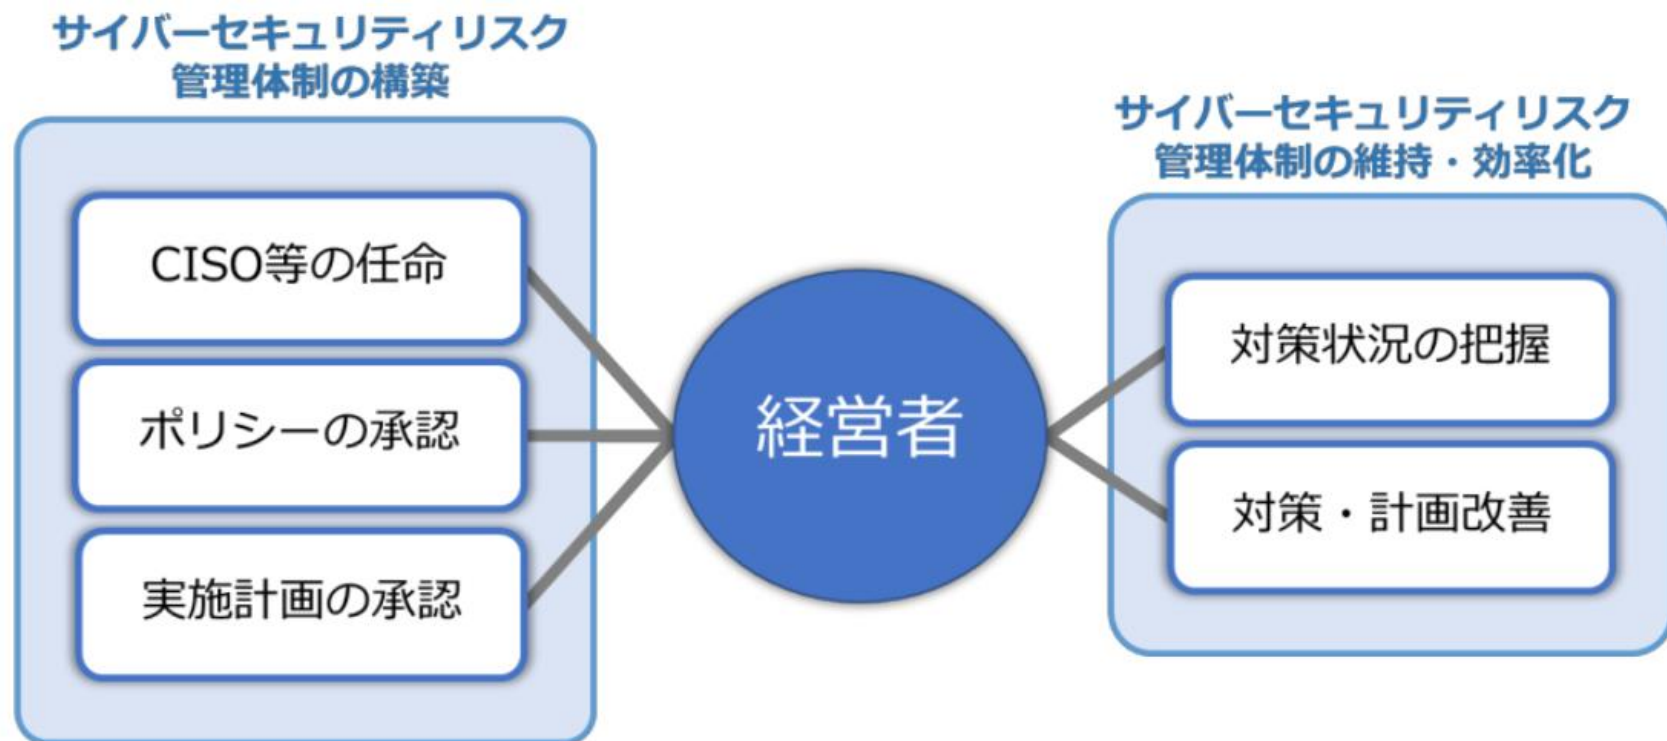 サイバーセキュリティリスク
管理体制の構築
CISO等の任命
ポリシーの承認
実施計画の承認
経営者
サイバーセキュリティリスク
管理体制の維持・効率化
対策状況の把握
対策・計画改善